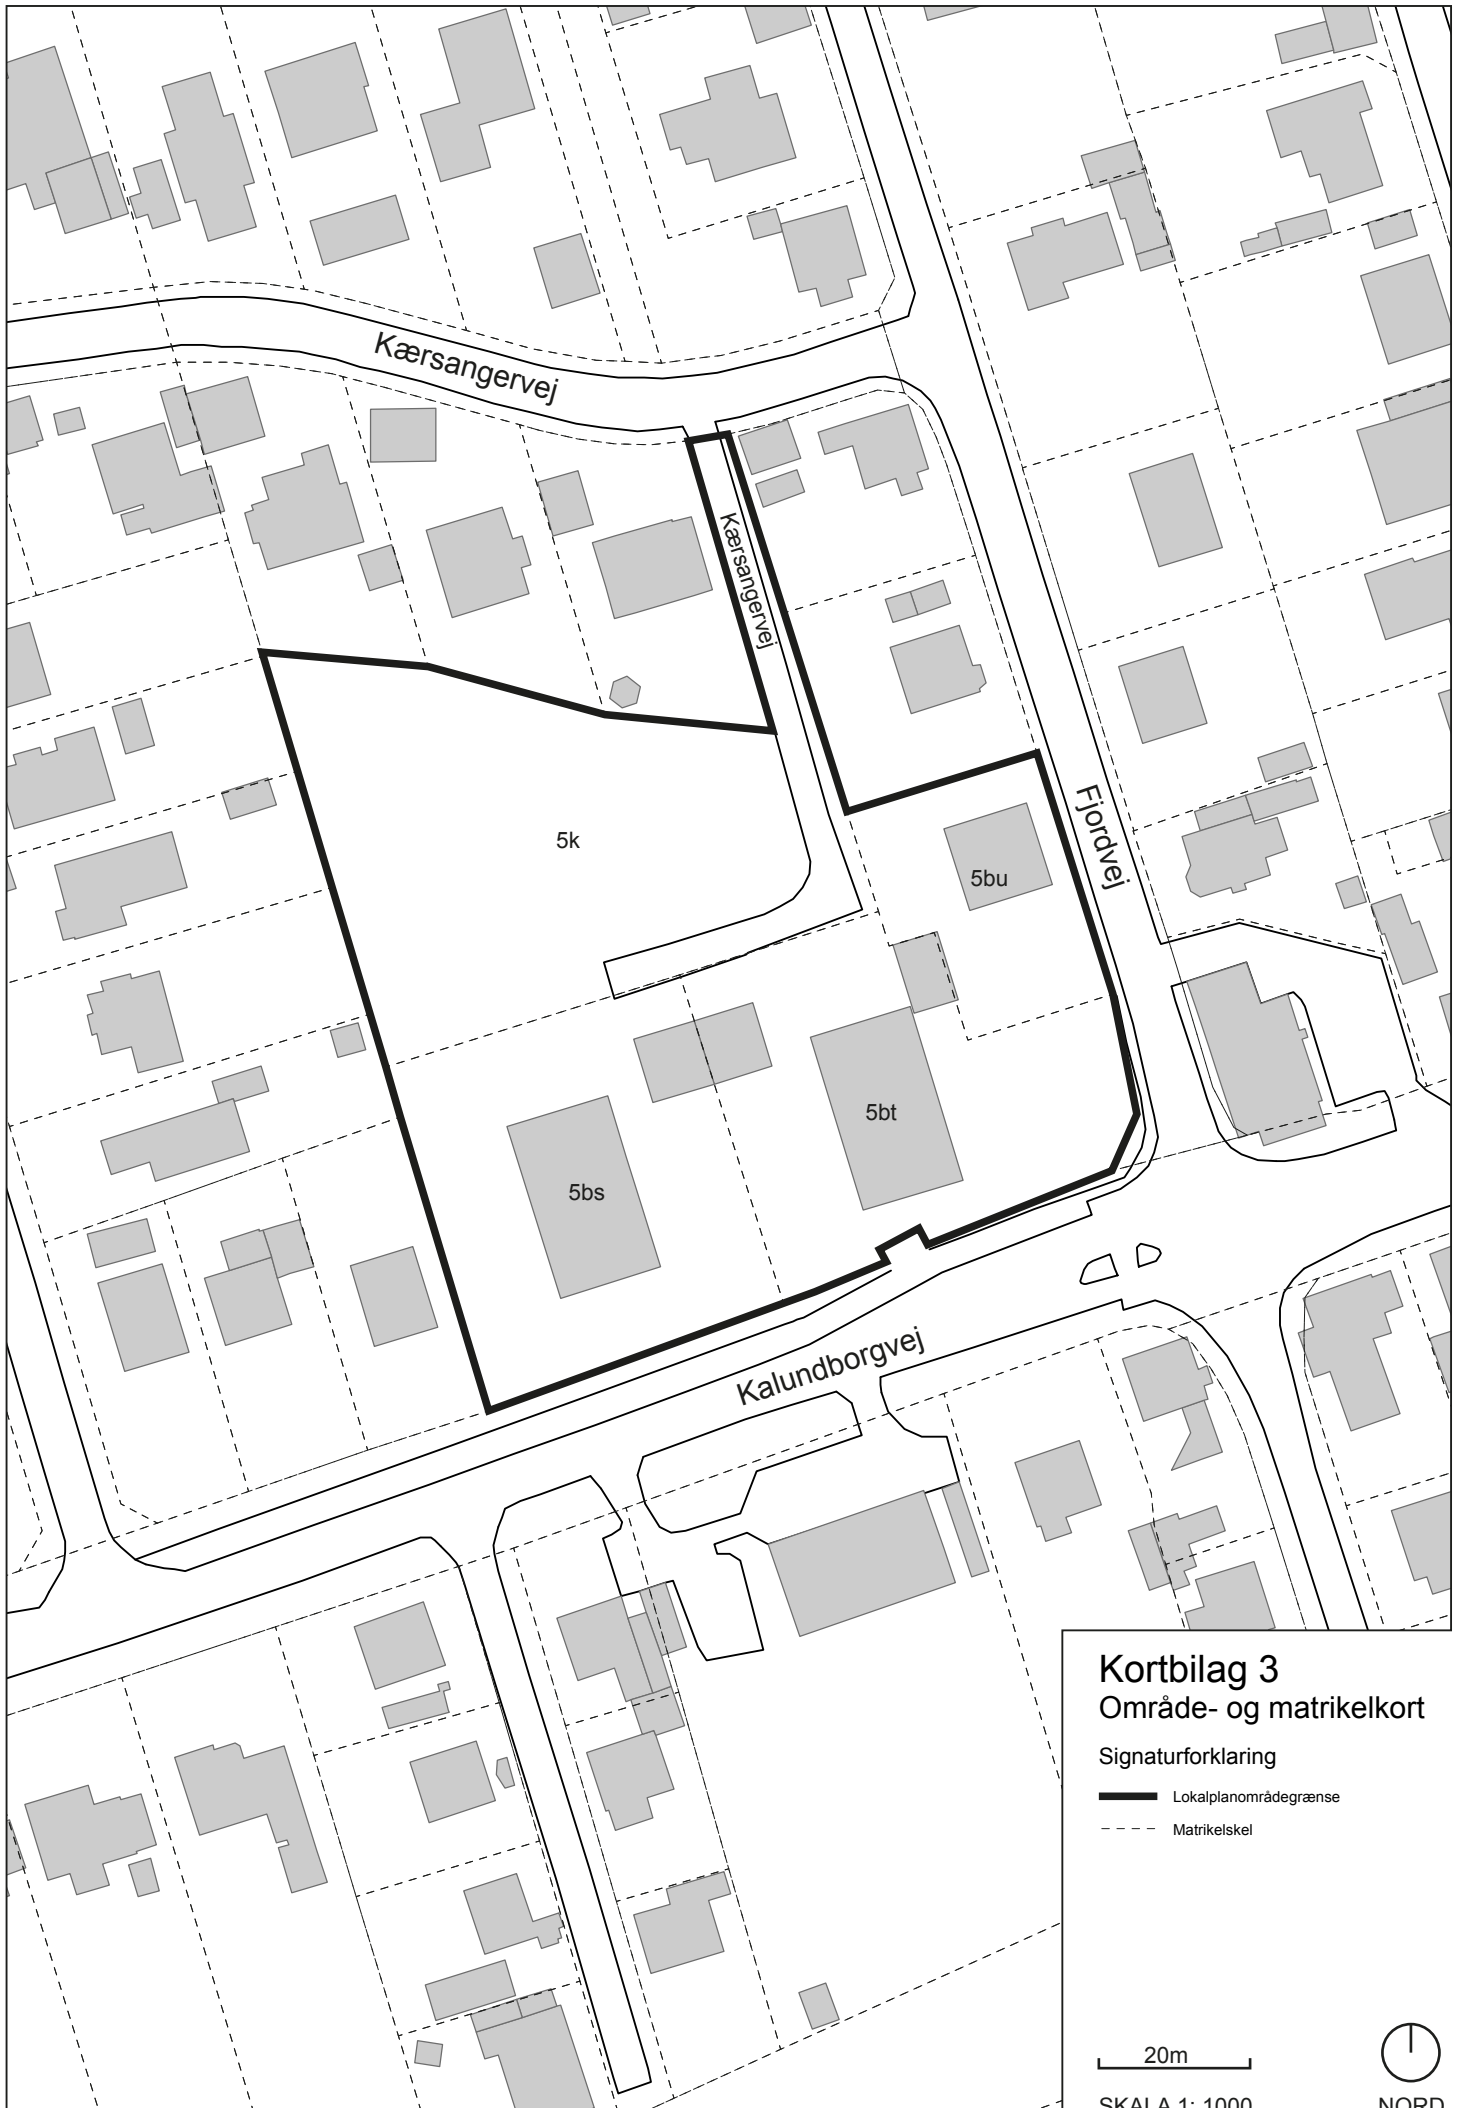 Kærsangervej
Kærsangervej
Fjordvej
5k
5bu
5bt
5bs
Kalundborgvej
Kortbilag 3
Område- og matrikelkort
Signaturforklaring
Lokalplanområdegrænse
Matrikelskel
20m
SKALA 1: 1000
NORD